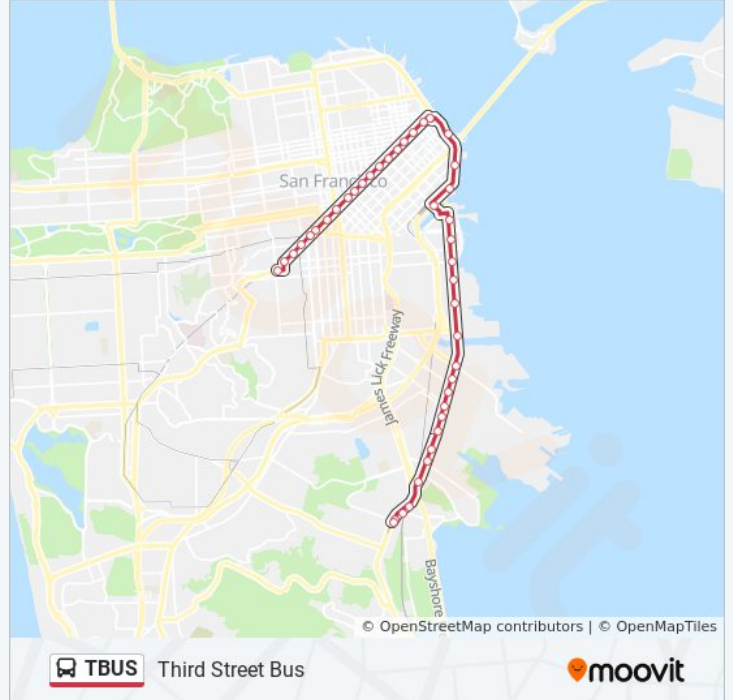 San Francisco
James Lick Freeway
Bayshore
© OpenStreetMap contributors | © OpenMapTiles
TBUS Third Street Bus
moovit